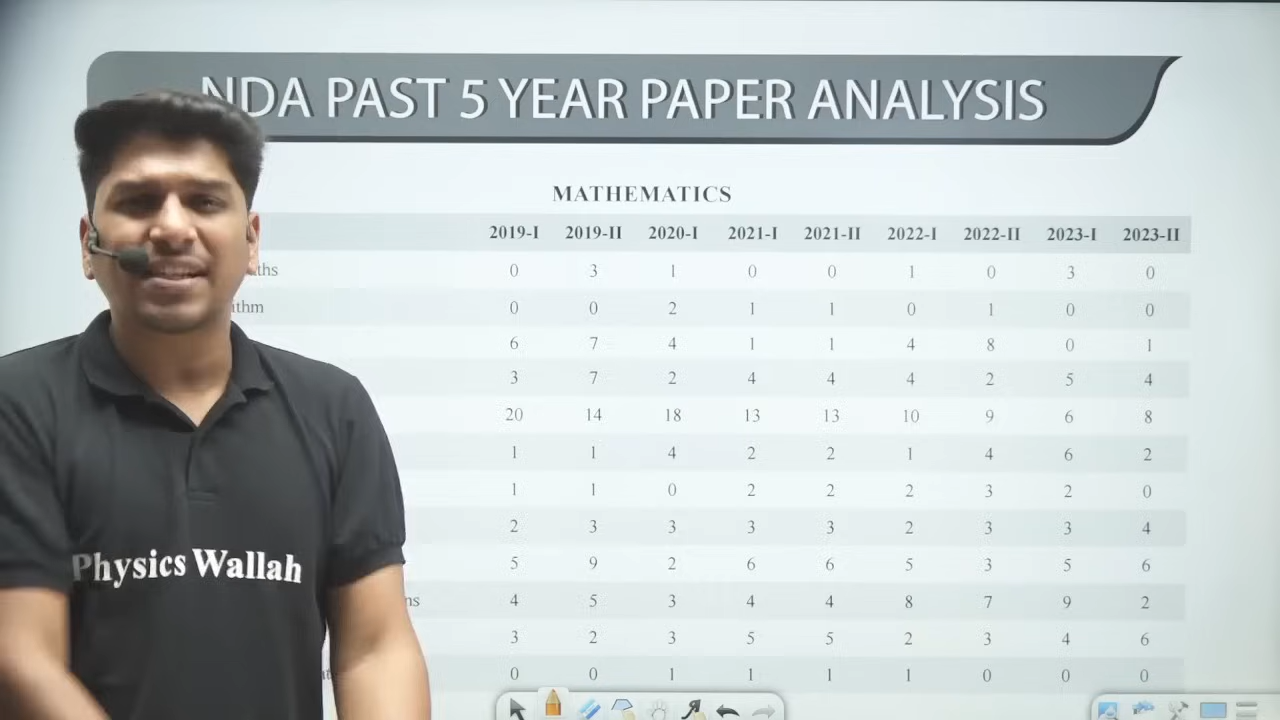 NDA PAST 5 YEAR PAPER ANALYSIS
MATHEMATICS
2019-I 2019-II 2020-I 2021-I 2021-II 2022-I 2022-II 2023-I 2023-II
ths 0 3 1 0 0 1 0 3 0
ithm 0 0 2 1 1 0 1 0 0
6 7 4 1 1 4 8 0 1
3 7 2 4 4 4 2 5 4
20 14 18 13 13 10 9 6 8
1 1 4 2 2 1 4 6 2
1 1 0 2 2 2 3 2 0
2 3 3 3 3 2 3 3 4
5 9 2 6 6 5 3 5 6
ns 4 5 3 4 4 8 7 9 2
3 2 3 5 5 2 3 4 6
0 0 1 1 1 1 0 0 0
Physics Wallah